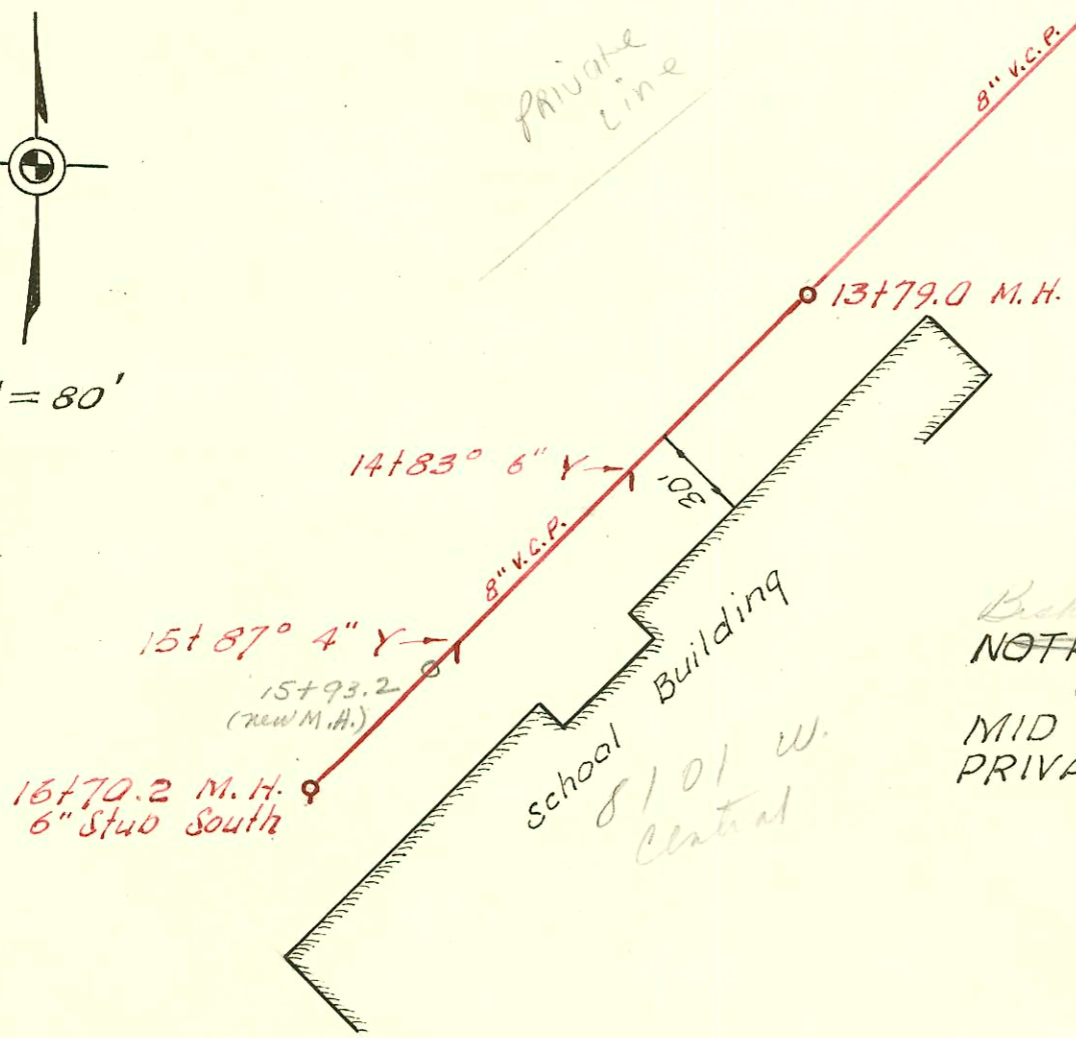 Private
Line
8" V.C.P.
13+79.0 M.H.
= 80'
14+83° 6" Y
30'
8" V.C.P.
15+87° 4" Y
15+93.2
(new M.H.)
16+70.2 M.H.
6" Stub South
School Building
8101 W.
Central
MID
PRIVA